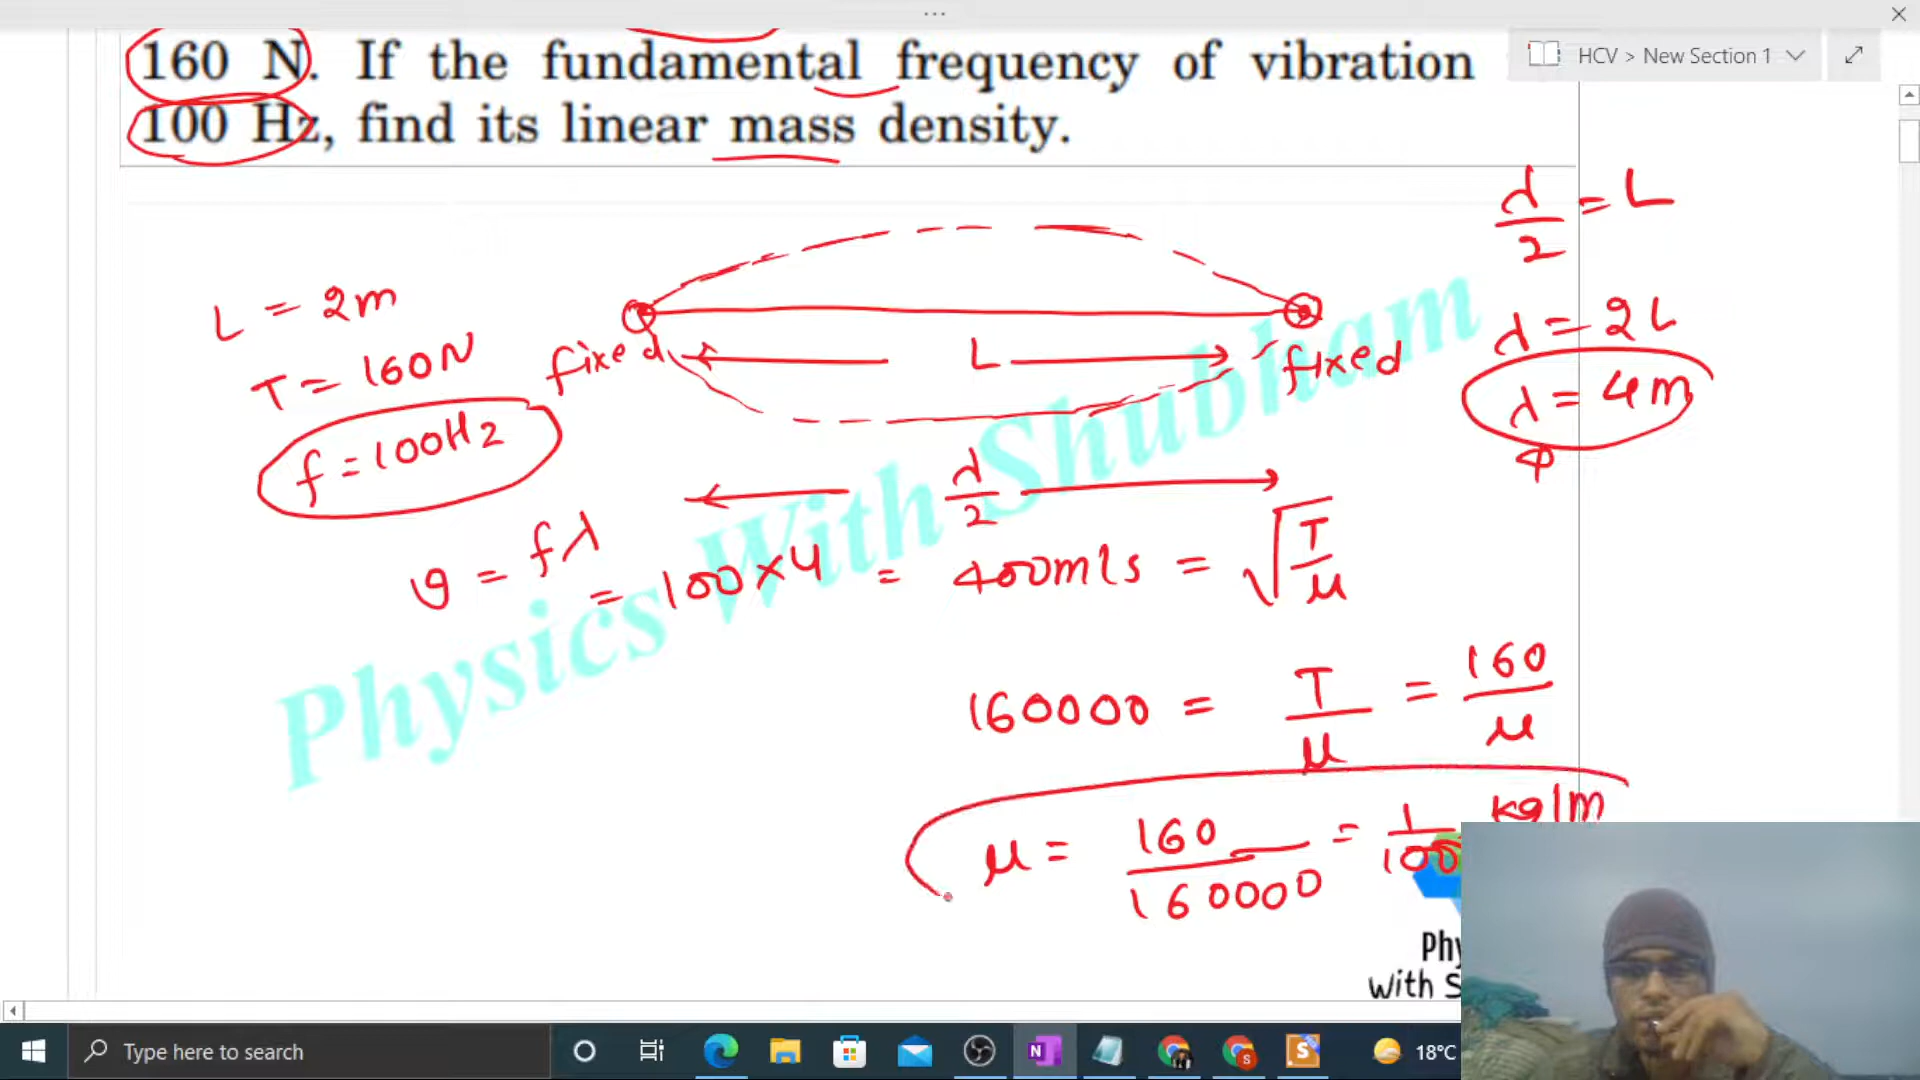 HCV > New Section 1
160 N. If the fundamental frequency of vibration
100 Hz, find its linear mass density.
L = 2m
T = 160N
f = 100Hz
fixed
L
fixed
λ/2 = L
λ = 2L
λ = 4m
λ/2
v = fλ
= 100×4 = 400m/s = √(T/μ)
160000 = T/μ = 160/μ
μ = 160/160000 = kg/m
Physics With Shubham
With
Type here to search
18°C